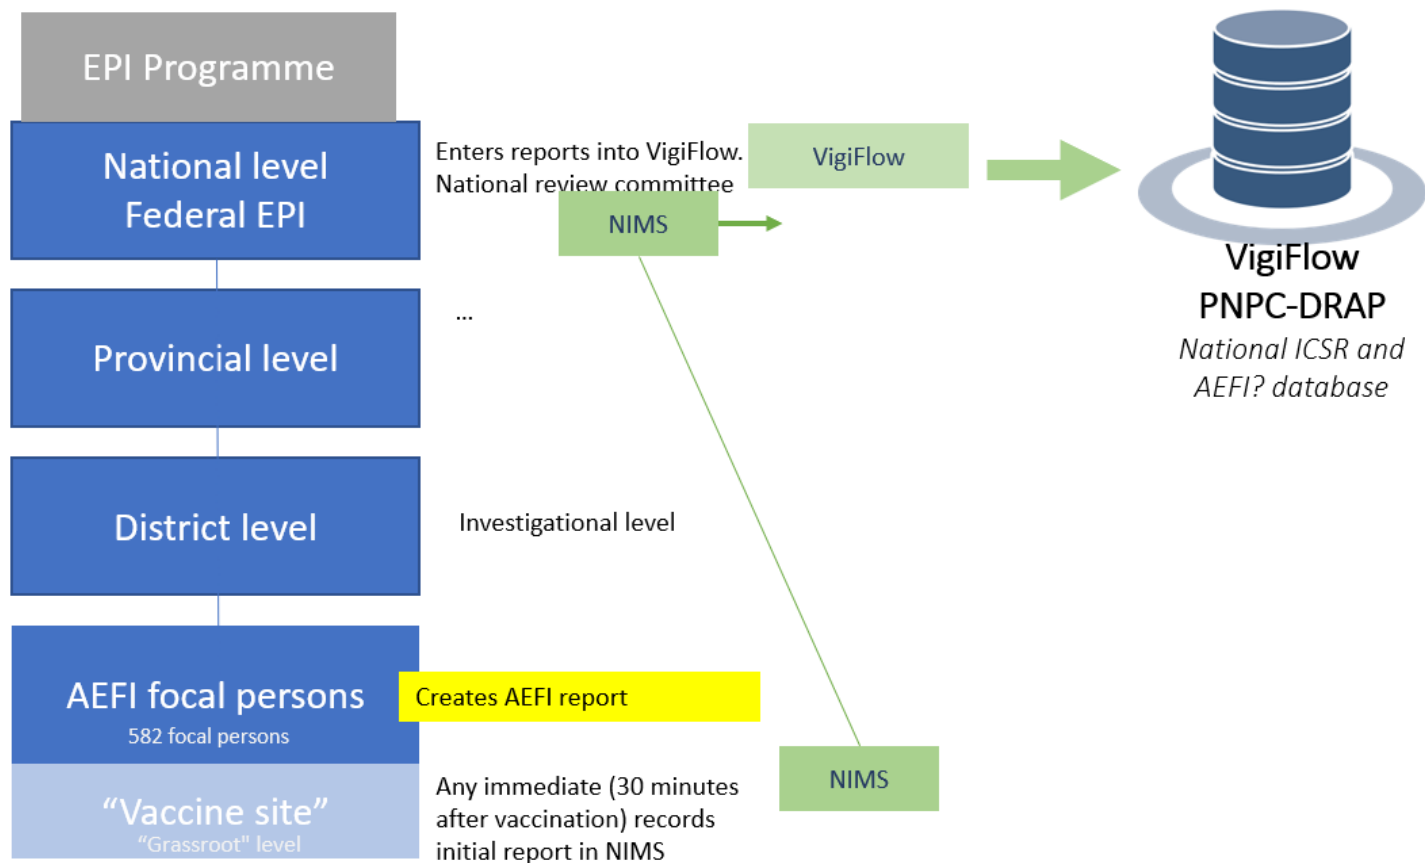 EPI Programme
National level
Federal EPI
Enters reports into VigiFlow.
National review committee
NIMS
VigiFlow
VigiFlow
PNPC-DRAP
National ICSR and
AEFI? database
Provincial level
...
District level
Investigational level
AEFI focal persons
582 focal persons
Creates AEFI report
“Vaccine site”
“Grassroot" level
Any immediate (30 minutes
after vaccination) records
initial report in NIMS
NIMS